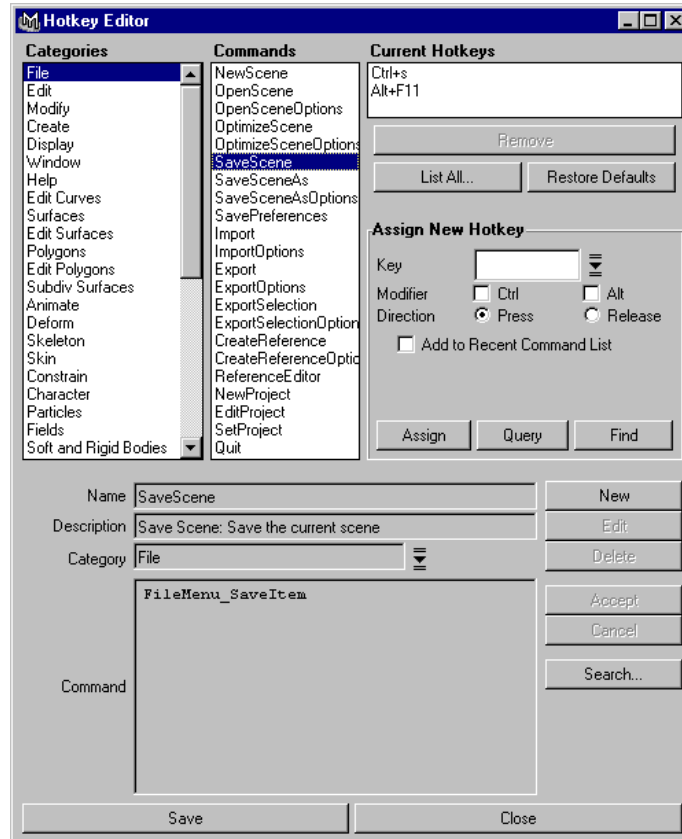 Hotkey Editor
Categories
File
Edit
Modify
Create
Display
Window
Help
Edit Curves
Surfaces
Edit Surfaces
Polygons
Edit Polygons
Subdiv Surfaces
Animate
Deform
Skeleton
Skin
Constrain
Character
Particles
Fields
Soft and Rigid Bodies
Commands
NewScene
OpenScene
OpenSceneOptions
OptimizeScene
OptimizeSceneOptions
SaveScene
SaveSceneAs
SaveSceneAsOptions
SavePreferences
Import
ImportOptions
Export
ExportOptions
ExportSelection
ExportSelectionOption
CreateReference
CreateReferenceOptio
ReferenceEditor
NewProject
EditProject
SetProject
Quit
Current Hotkeys
Ctrl+s
Alt+F11
Remove
List All...
Restore Defaults
Assign New Hotkey
Key
Modifier Ctrl Alt
Direction Press Release
Add to Recent Command List
Assign Query Find
Name SaveScene
Description Save Scene: Save the current scene
Category File
Command FileMenu_SaveItem
New
Edit
Delete
Accept
Cancel
Search...
Save Close